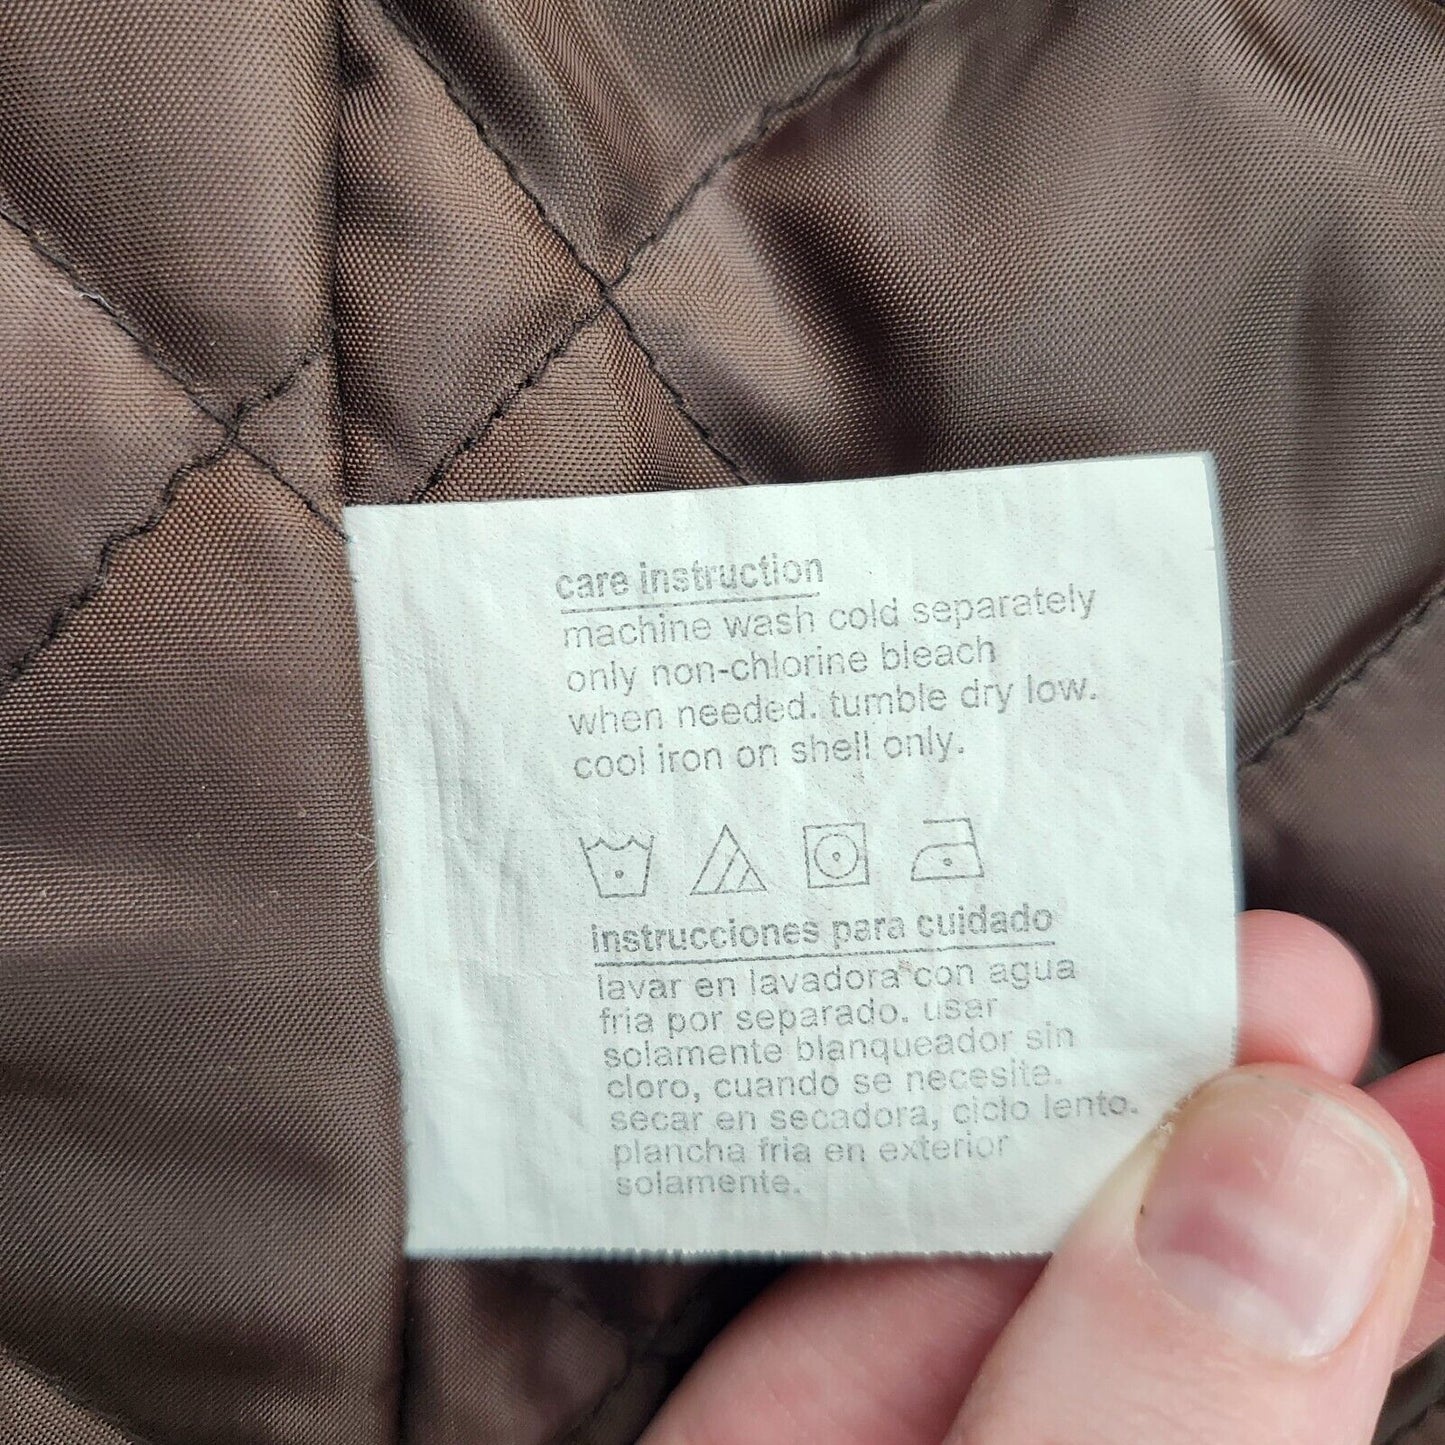 care instruction
machine wash cold separately
only non-chlorine bleach
when needed. tumble dry low.
cool iron on shell only.
instrucciones para cuidado
lavar en lavadora con agua
fria por separado. usar
solamente blanqueador sin
cloro, cuando se necesite.
secar en secadora, ciclo lento.
plancha fria en exterior
solamente.